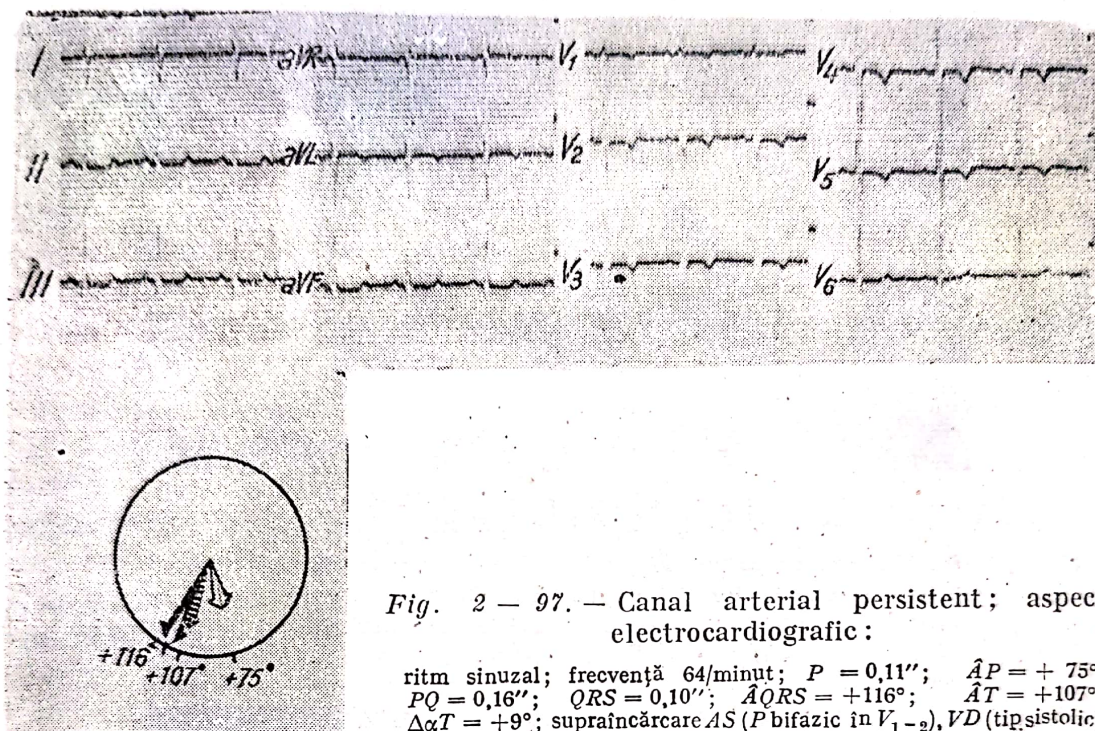 I
aVR
V₁
V₄
II
aVL
V₂
V₅
III
aVF
V₃
V₆
+116°
+107°
+75°
Fig. 2 — 97. — Canal arterial persistent; aspec
electrocardiografic:
ritm sinuzal; frecvență 64/minut; P = 0,11″; ÂP = + 75°
PQ = 0,16″; QRS = 0,10″; ÂQRS = +116°; ÂT = +107°
ΔαT = +9°; supraîncărcare AS (P bifazic în V₁₋₂), VD (tip sistolic